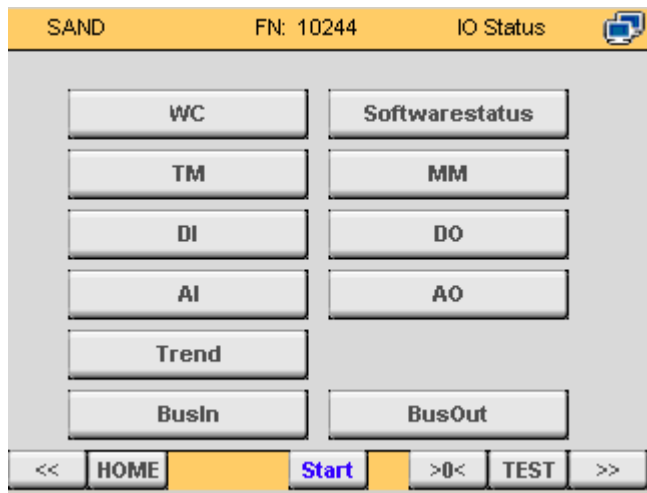 SAND FN: 10244 IO Status
WC Softwarestatus
TM MM
DI DO
AI AO
Trend
BusIn BusOut
<< HOME Start >0< TEST >>